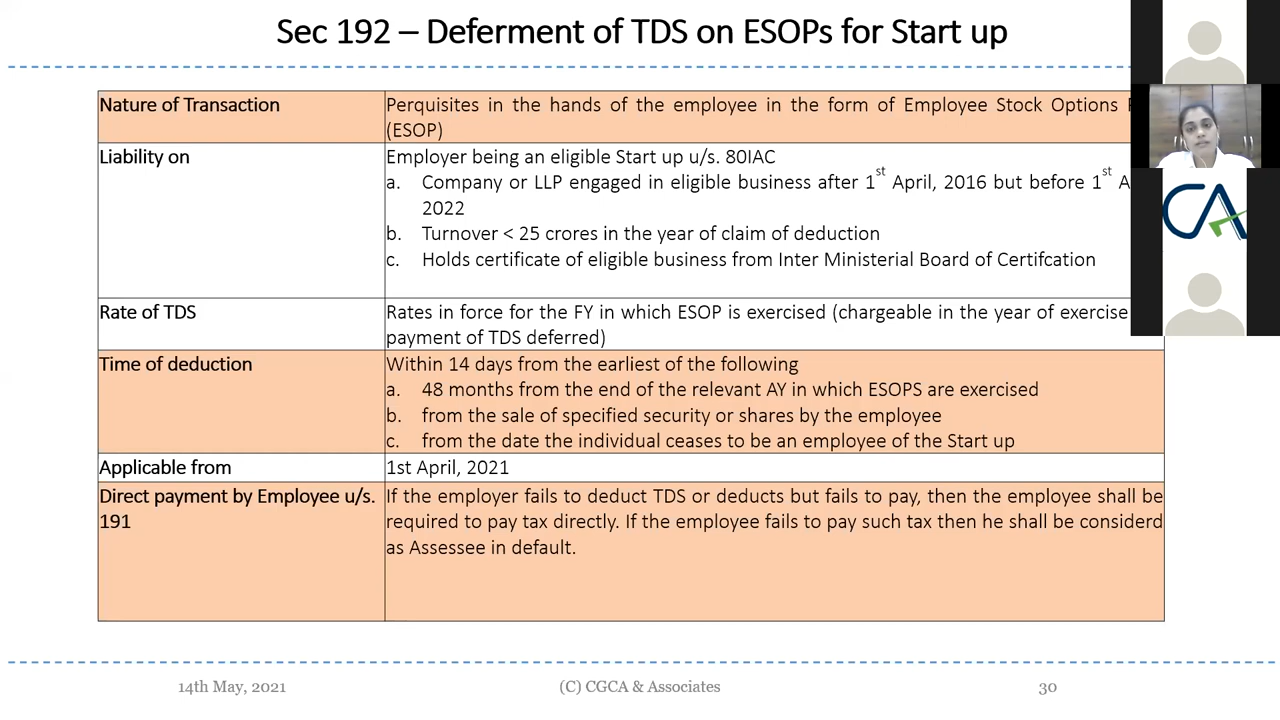 Sec 192 – Deferment of TDS on ESOPs for Start up
Nature of Transaction
Perquisites in the hands of the employee in the form of Employee Stock Options
(ESOP)
Liability on
Employer being an eligible Start up u/s. 80IAC
a. Company or LLP engaged in eligible business after 1st April, 2016 but before 1st
2022
b. Turnover < 25 crores in the year of claim of deduction
c. Holds certificate of eligible business from Inter Ministerial Board of Certifcation
Rate of TDS
Rates in force for the FY in which ESOP is exercised (chargeable in the year of exercise
payment of TDS deferred)
Time of deduction
Within 14 days from the earliest of the following
a. 48 months from the end of the relevant AY in which ESOPS are exercised
b. from the sale of specified security or shares by the employee
c. from the date the individual ceases to be an employee of the Start up
Applicable from
1st April, 2021
Direct payment by Employee u/s.
191
If the employer fails to deduct TDS or deducts but fails to pay, then the employee shall be
required to pay tax directly. If the employee fails to pay such tax then he shall be considerd
as Assessee in default.
CA
14th May, 2021
(C) CGCA & Associates
30